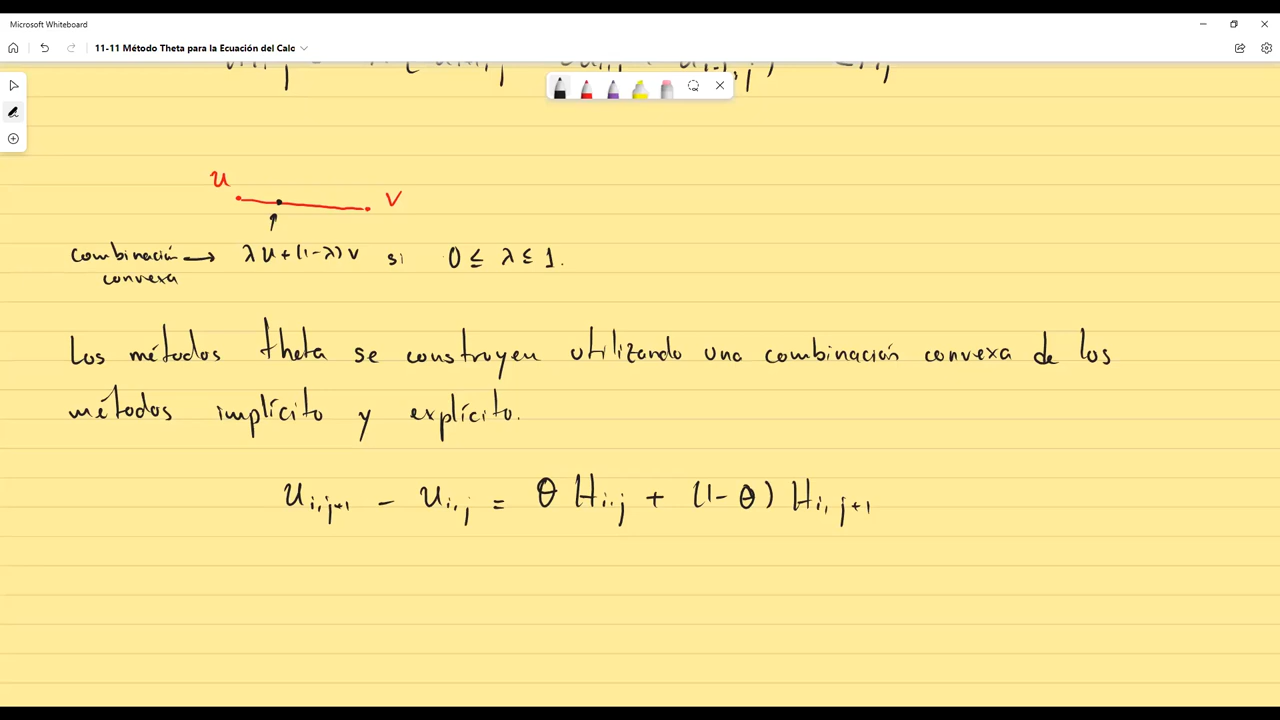 Microsoft Whiteboard
11-11 Método Theta para la Ecuación del Calc
u
v
combinación → λu+(1-λ)v si 0 ≤ λ ≤ 1.
convexa
Los métodos theta se construyen utilizando una combinación convexa de los
métodos implícito y explícito.
u_{i,j+1} - u_{i,j} = θ H_{i,j} + (1-θ) H_{i,j+1}